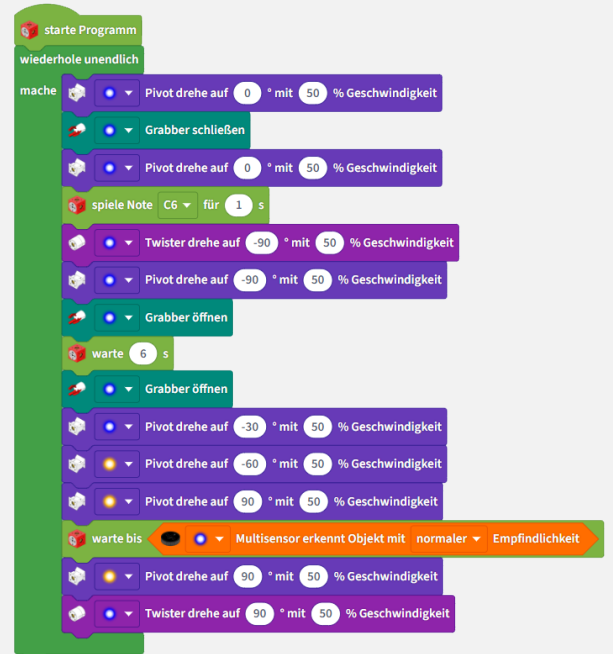 starte Programm
wiederhole unendlich
mache Pivot drehe auf 0 ° mit 50 % Geschwindigkeit
Grabber schließen
Pivot drehe auf 0 ° mit 50 % Geschwindigkeit
spiele Note C6 für 1 s
Twister drehe auf -90 ° mit 50 % Geschwindigkeit
Pivot drehe auf -90 ° mit 50 % Geschwindigkeit
Grabber öffnen
warte 6 s
Grabber öffnen
Pivot drehe auf -30 ° mit 50 % Geschwindigkeit
Pivot drehe auf -60 ° mit 50 % Geschwindigkeit
Pivot drehe auf 90 ° mit 50 % Geschwindigkeit
warte bis Multisensor erkennt Objekt mit normaler Empfindlichkeit
Pivot drehe auf 90 ° mit 50 % Geschwindigkeit
Twister drehe auf 90 ° mit 50 % Geschwindigkeit